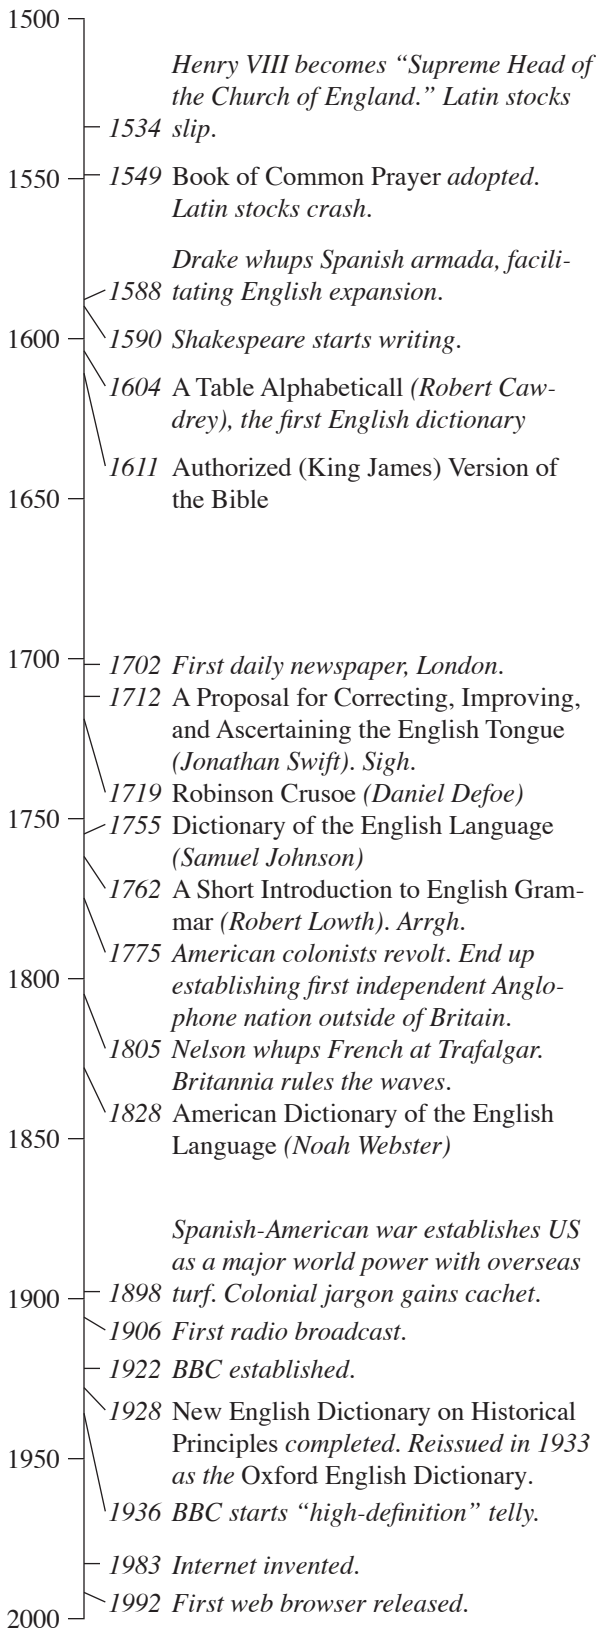 1500
Henry VIII becomes “Supreme Head of
the Church of England.” Latin stocks
1534 slip.
1550
1549 Book of Common Prayer adopted.
Latin stocks crash.
Drake whups Spanish armada, facili-
1588 tating English expansion.
1600
1590 Shakespeare starts writing.
1604 A Table Alphabeticall (Robert Caw-
drey), the first English dictionary
1611 Authorized (King James) Version of
1650
the Bible
1700
1702 First daily newspaper, London.
1712 A Proposal for Correcting, Improving,
and Ascertaining the English Tongue
(Jonathan Swift). Sigh.
1719 Robinson Crusoe (Daniel Defoe)
1750
1755 Dictionary of the English Language
(Samuel Johnson)
1762 A Short Introduction to English Gram-
mar (Robert Lowth). Arrgh.
1775 American colonists revolt. End up
1800
establishing first independent Anglo-
phone nation outside of Britain.
1805 Nelson whups French at Trafalgar.
Britannia rules the waves.
1828 American Dictionary of the English
1850
Language (Noah Webster)
Spanish-American war establishes US
as a major world power with overseas
1900
1898 turf. Colonial jargon gains cachet.
1906 First radio broadcast.
1922 BBC established.
1928 New English Dictionary on Historical
Principles completed. Reissued in 1933
1950
as the Oxford English Dictionary.
1936 BBC starts “high-definition” telly.
1983 Internet invented.
1992 First web browser released.
2000